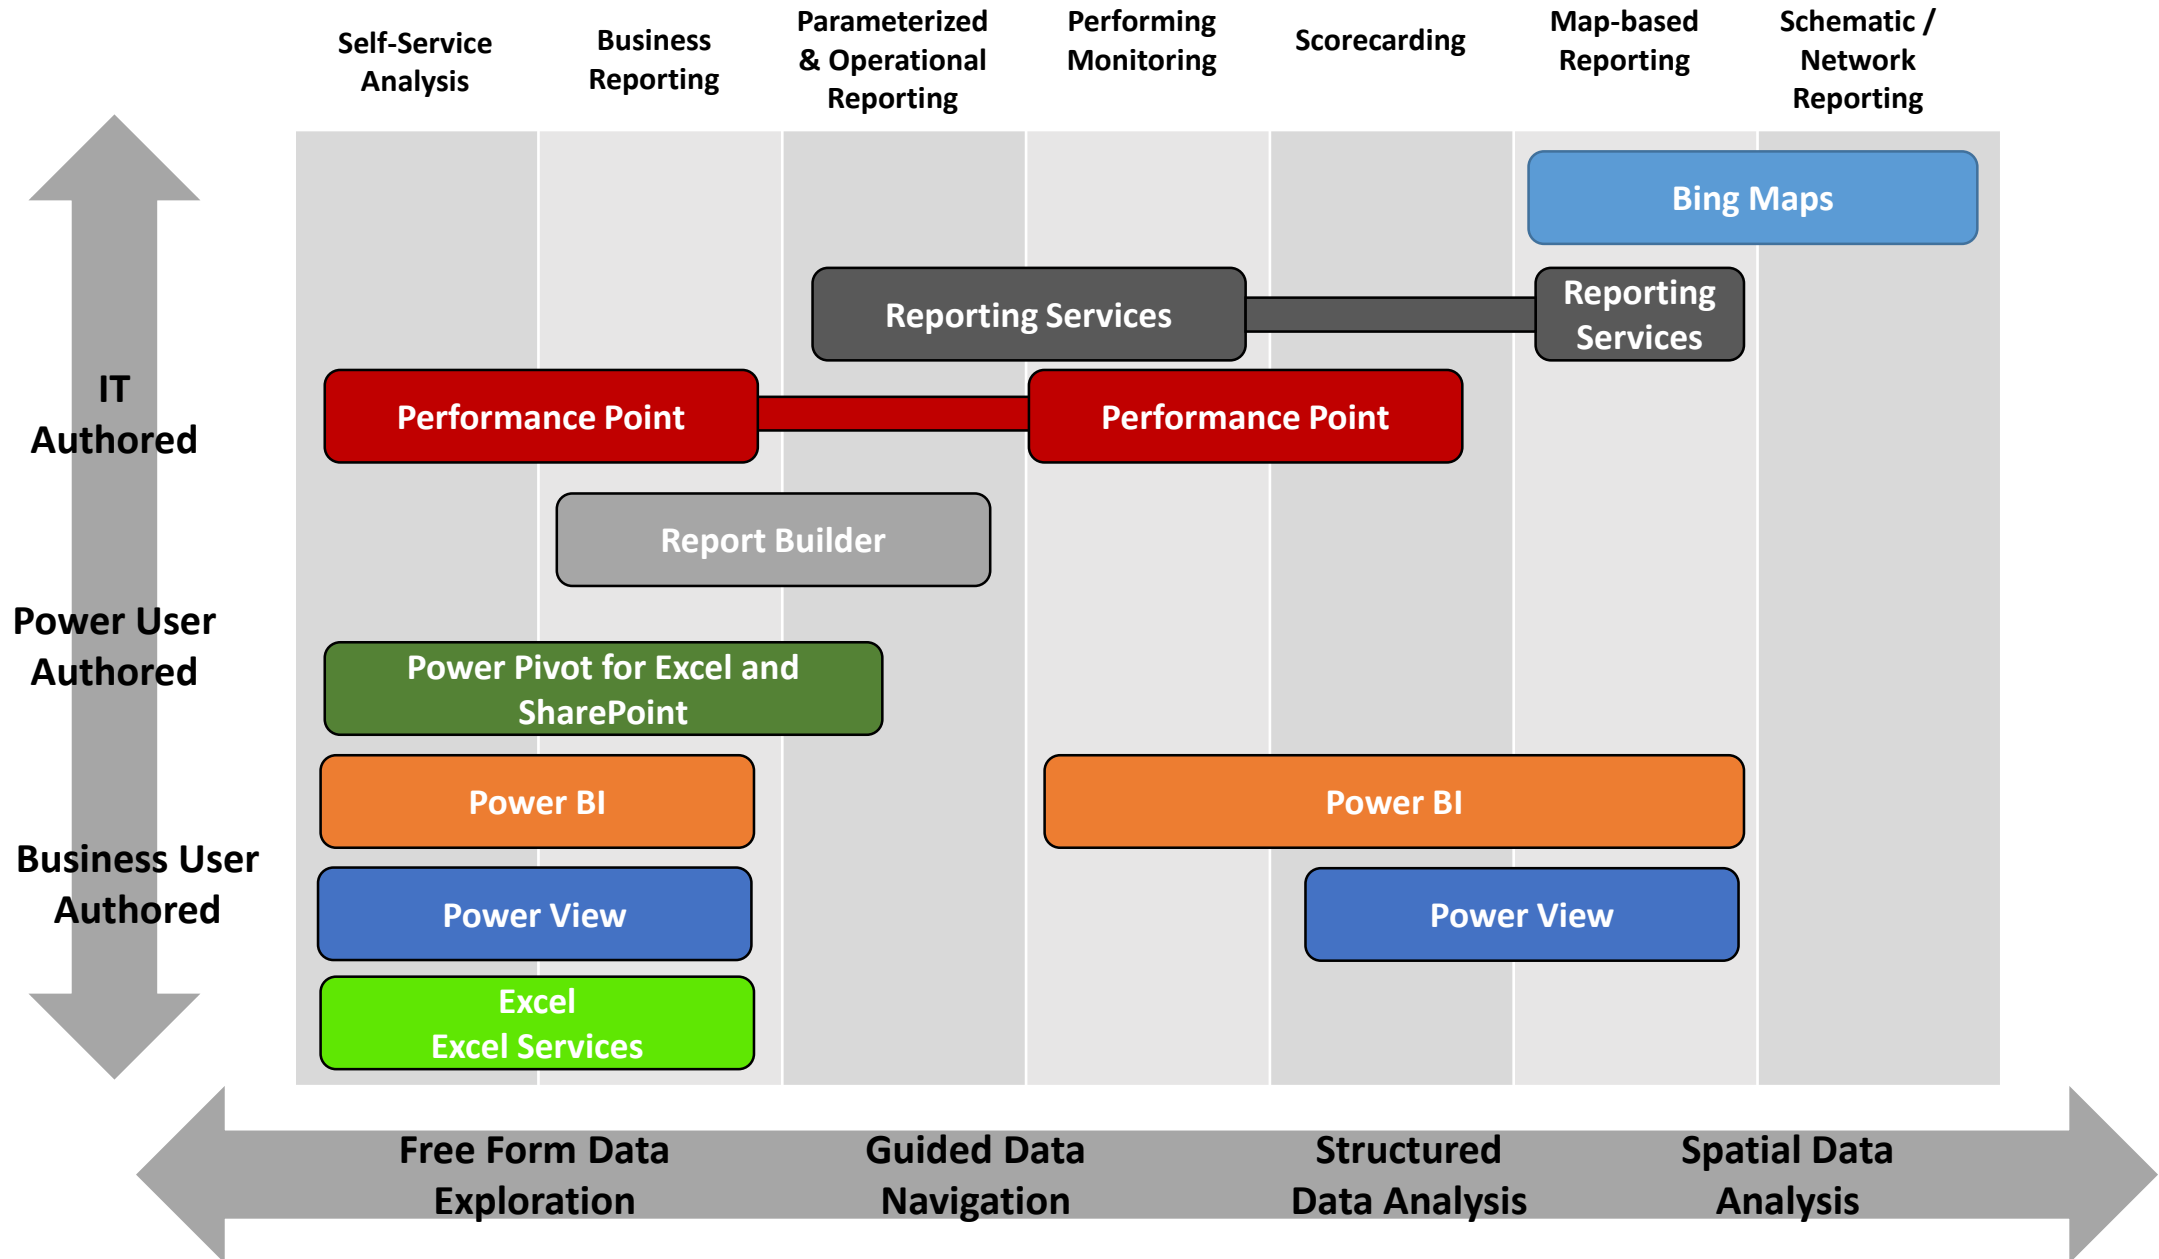 Self-Service
Analysis
Business
Reporting
Parameterized
& Operational
Reporting
Performing
Monitoring
Scorecarding
Map-based
Reporting
Schematic /
Network
Reporting
Bing Maps
Reporting Services
Reporting
Services
IT
Authored
Performance Point
Performance Point
Report Builder
Power User
Authored
Power Pivot for Excel and
SharePoint
Power BI
Power BI
Business User
Authored
Power View
Power View
Excel
Excel Services
Free Form Data
Exploration
Guided Data
Navigation
Structured
Data Analysis
Spatial Data
Analysis